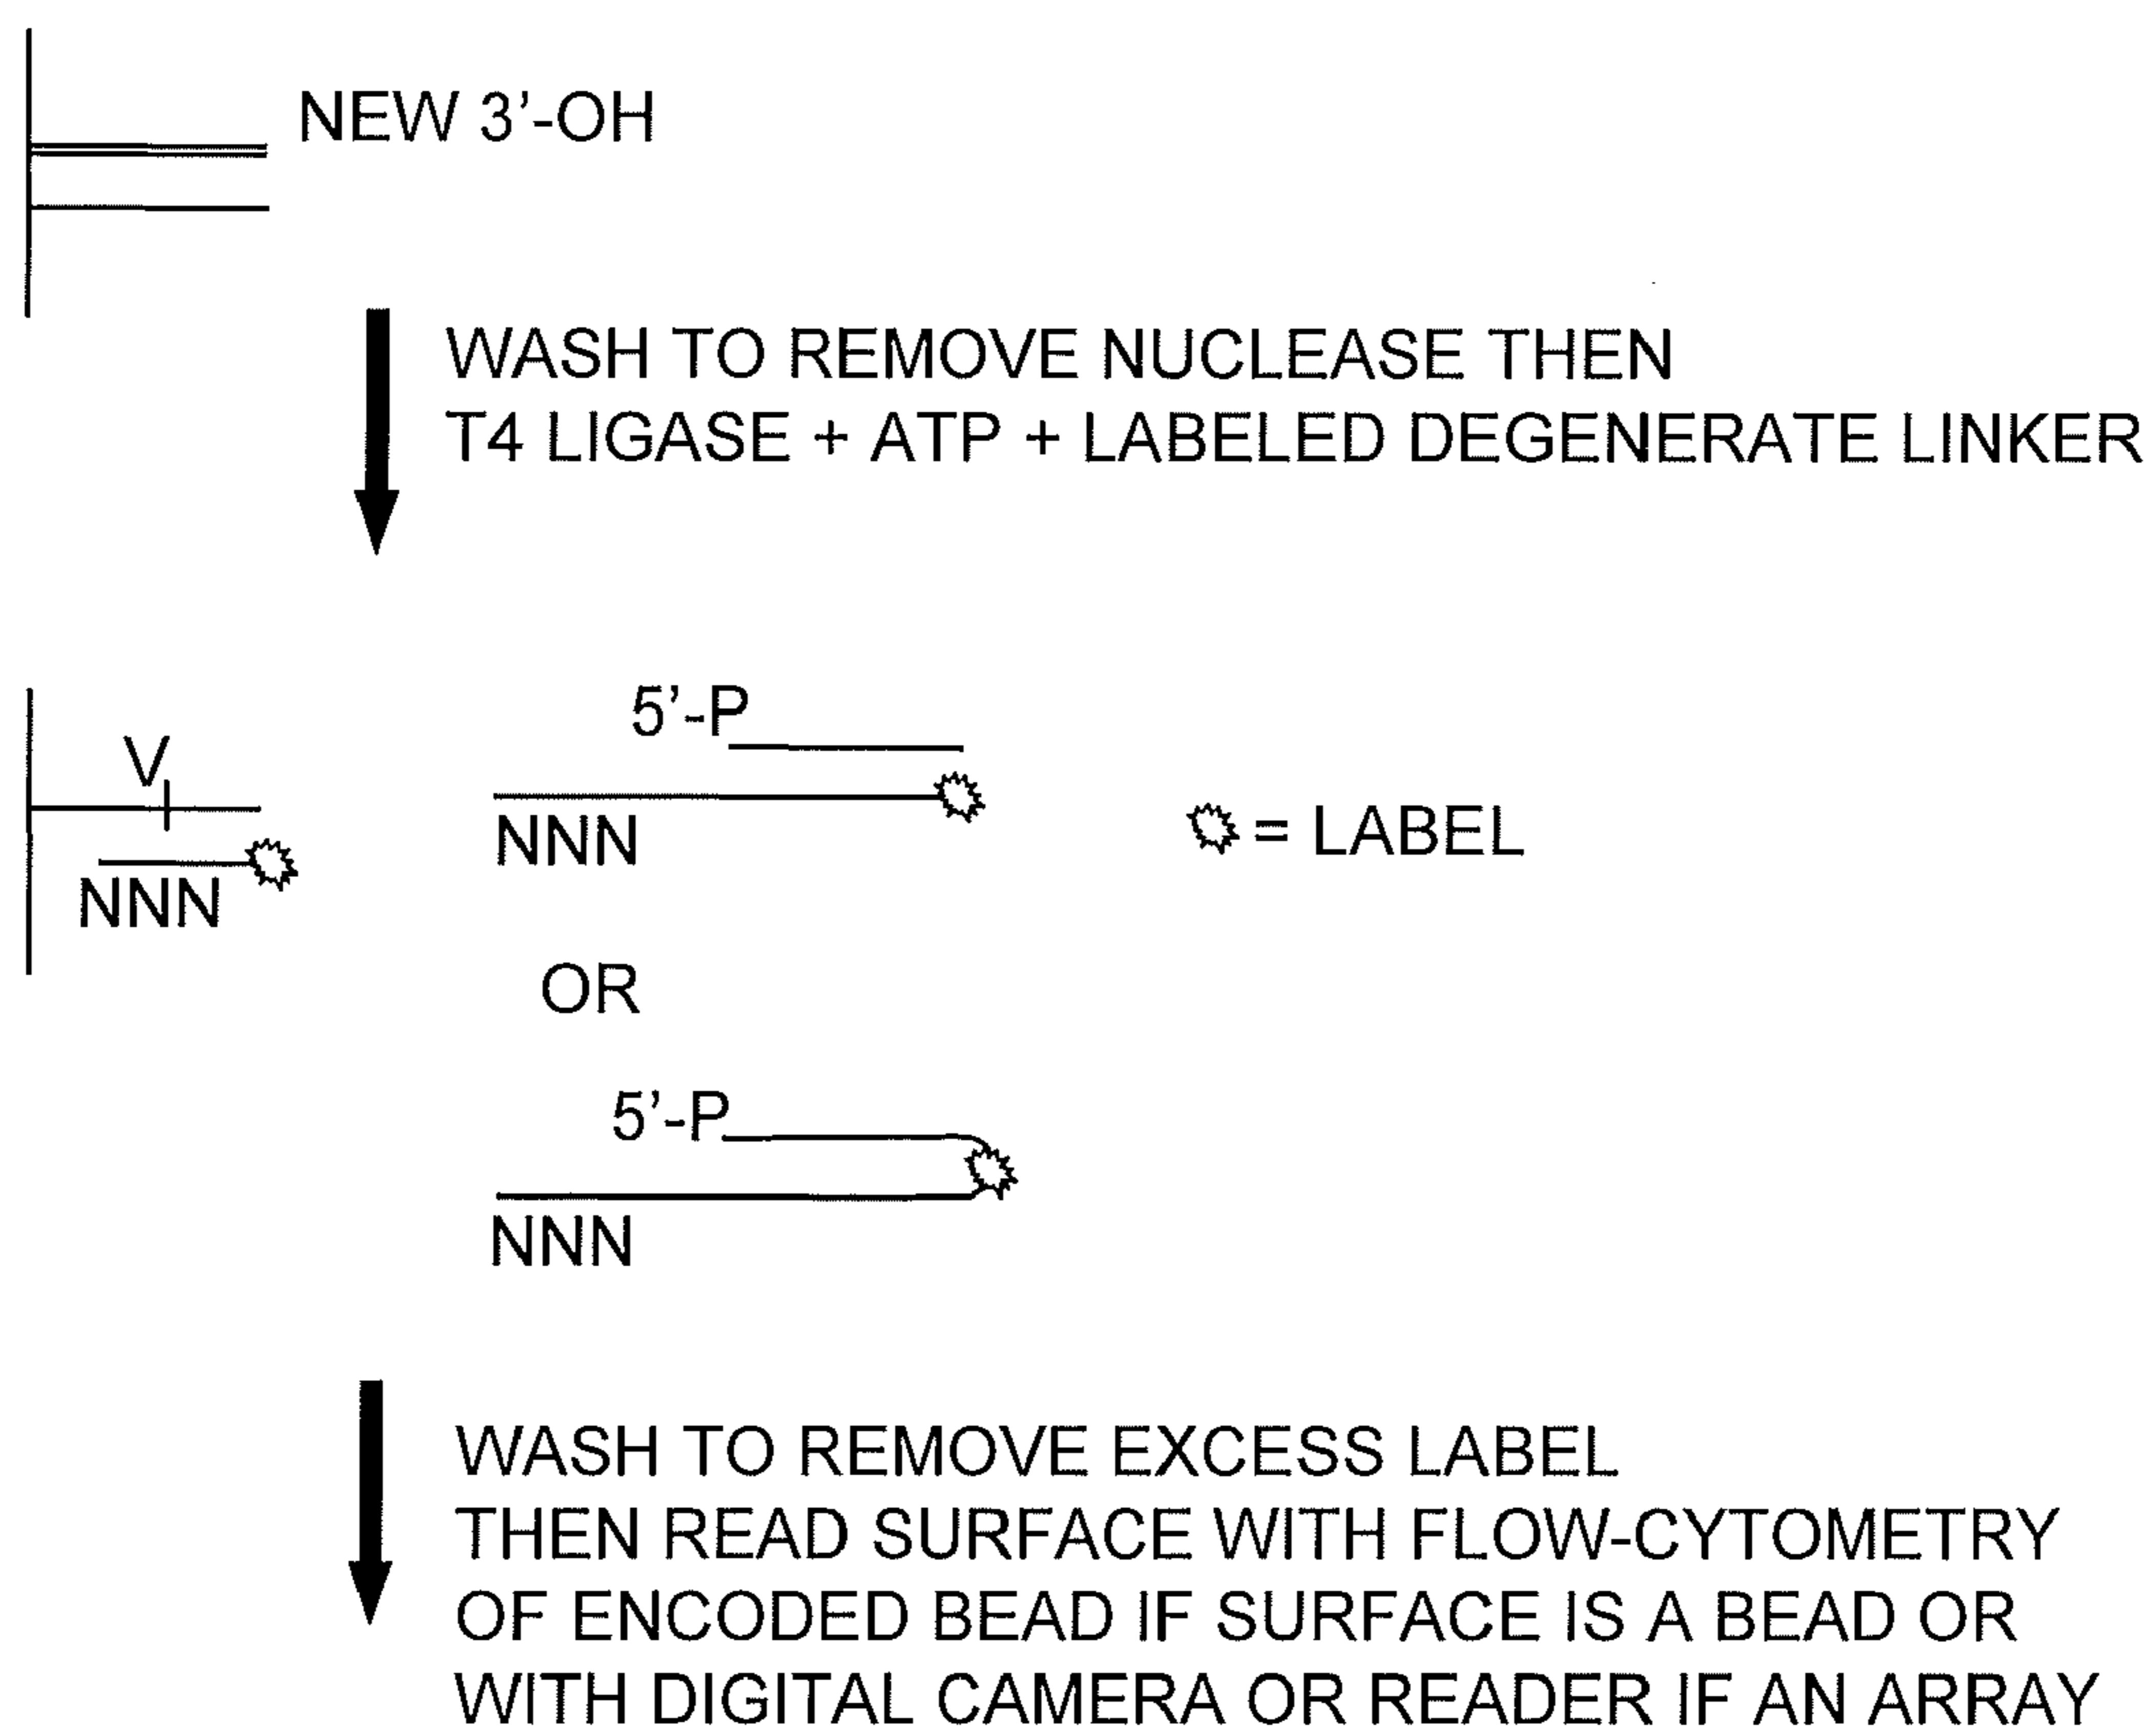 NEW 3'-OH
WASH TO REMOVE NUCLEASE THEN
T4 LIGASE + ATP + LABELED DEGENERATE LINKER
5'-P
V
NNN
NNN
= LABEL
OR
5'-P
NNN
WASH TO REMOVE EXCESS LABEL
THEN READ SURFACE WITH FLOW-CYTOMETRY
OF ENCODED BEAD IF SURFACE IS A BEAD OR
WITH DIGITAL CAMERA OR READER IF AN ARRAY